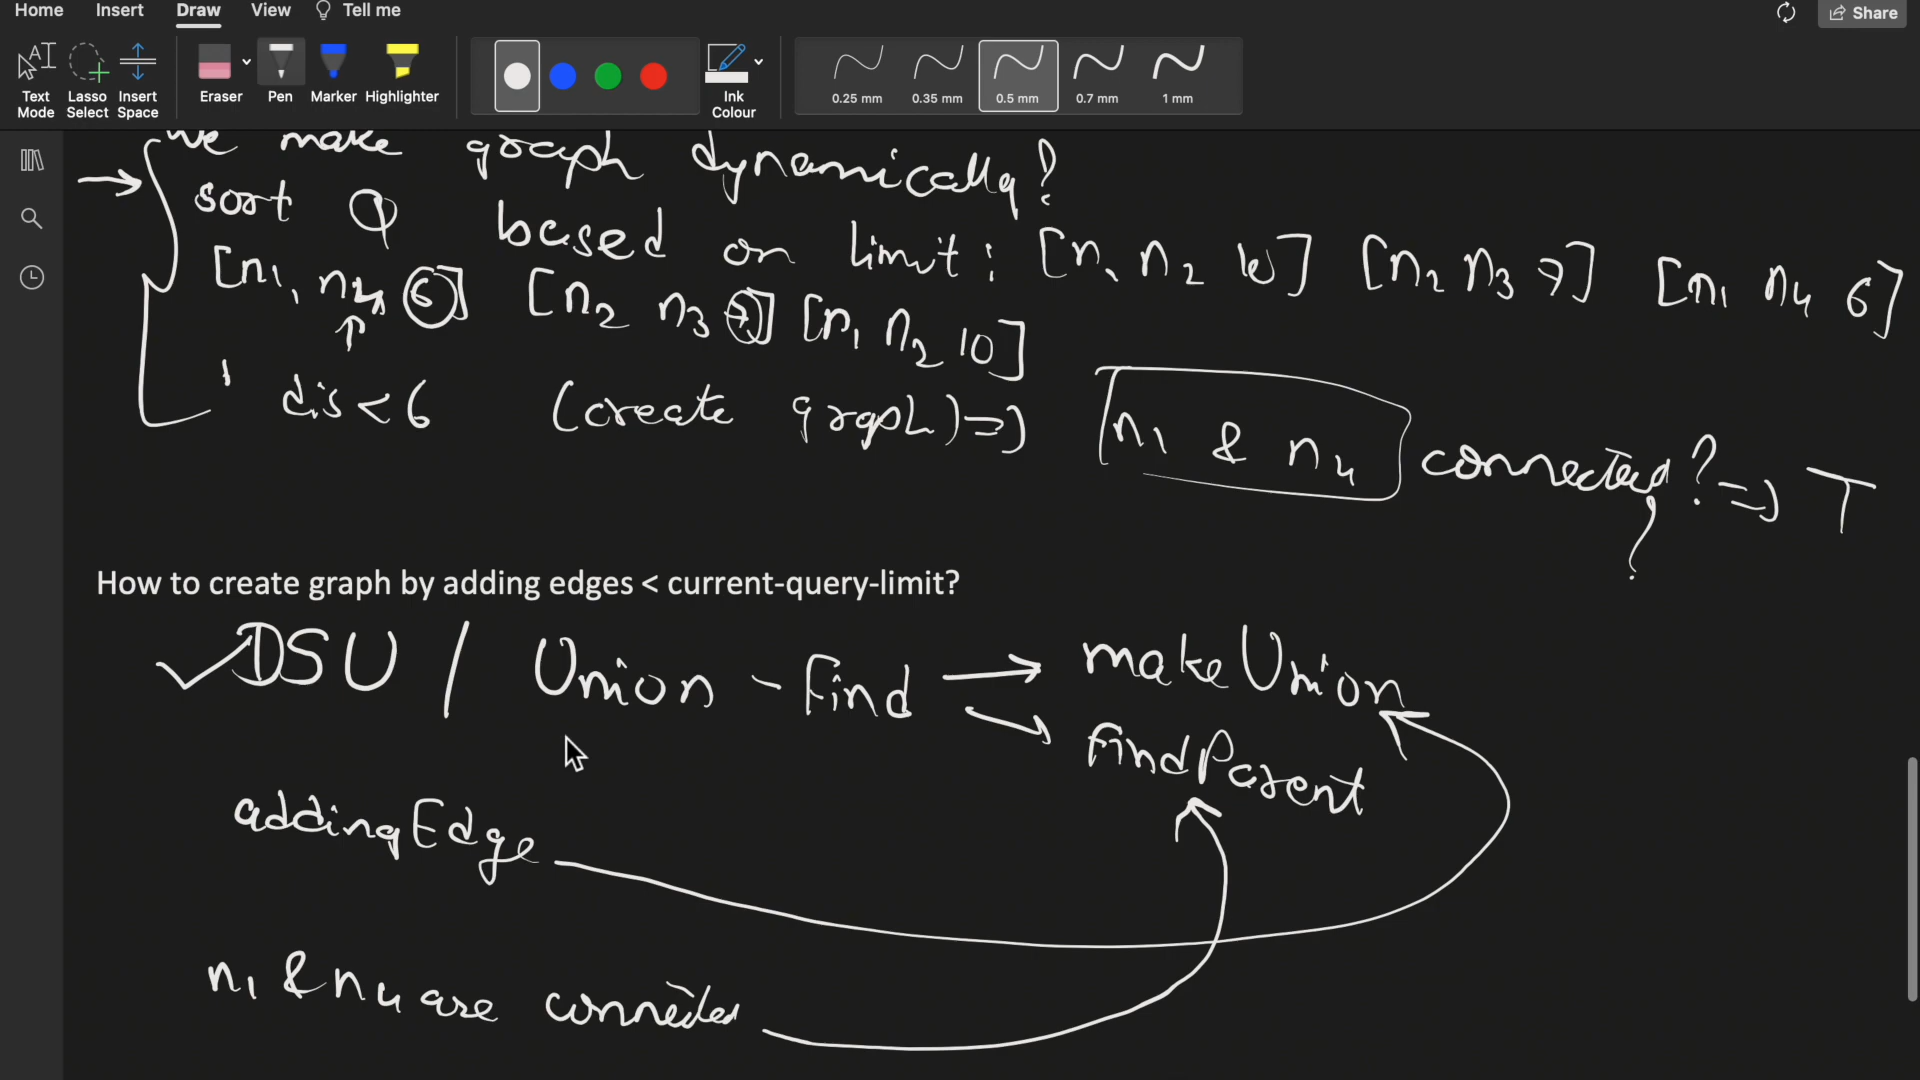 Home Insert Draw View Tell me Share
Text Mode Lasso Select Insert Space Eraser Pen Marker Highlighter Ink Colour 0.25 mm 0.35 mm 0.5 mm 0.7 mm 1 mm
we make graph dynamically?
sort Q based on limit: [n1 n2 10] [n2 n3 7] [n1 n4 6]
[n1, n4, 6] [n2 n3 7] [n1 n2 10]
dis < 6 (create graph) => n1 & n4 connected? => T
?
How to create graph by adding edges < current-query-limit?
DSU / Union - Find → makeUnion
→ findParent
addingEdge
n1 & n4 are connected